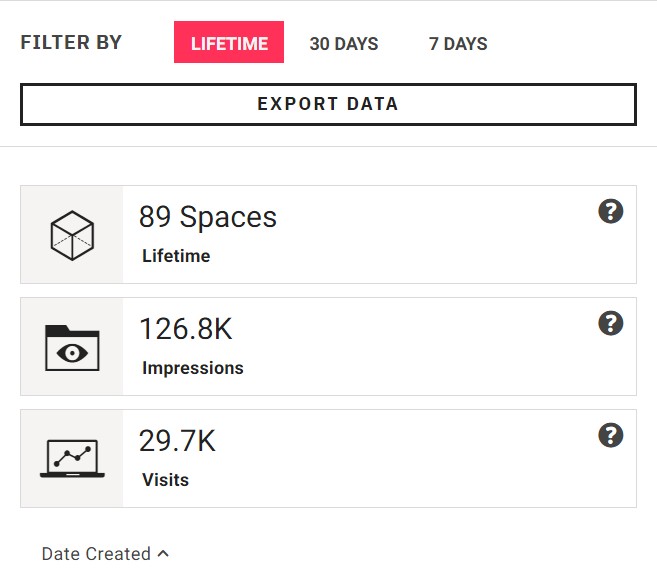 FILTER BY LIFETIME 30 DAYS 7 DAYS
EXPORT DATA
89 Spaces ?
Lifetime
126.8K ?
Impressions
29.7K ?
Visits
Date Created